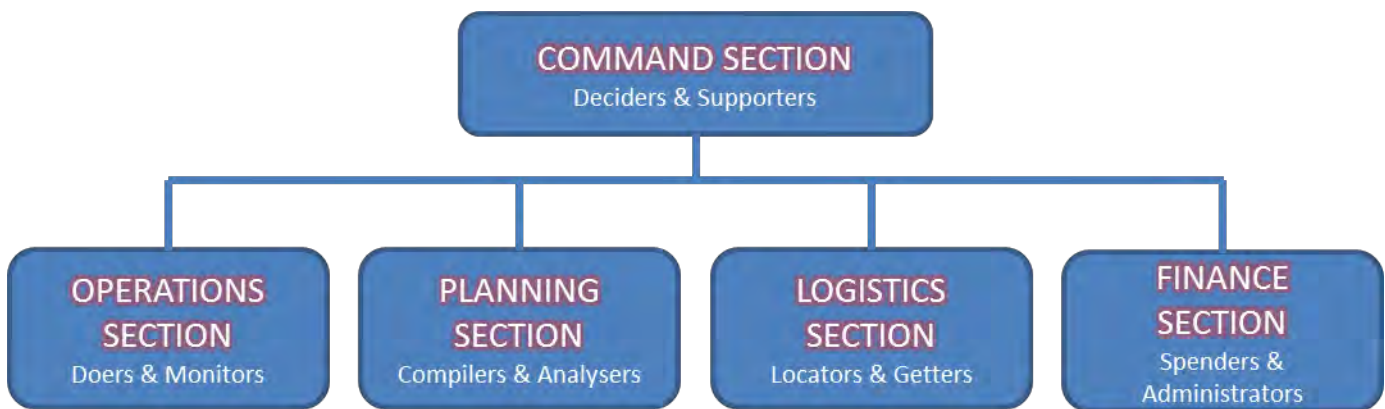 COMMAND SECTION
Deciders & Supporters
OPERATIONS
SECTION
Doers & Monitors
PLANNING
SECTION
Compilers & Analysers
LOGISTICS
SECTION
Locators & Getters
FINANCE
SECTION
Spenders &
Administrators